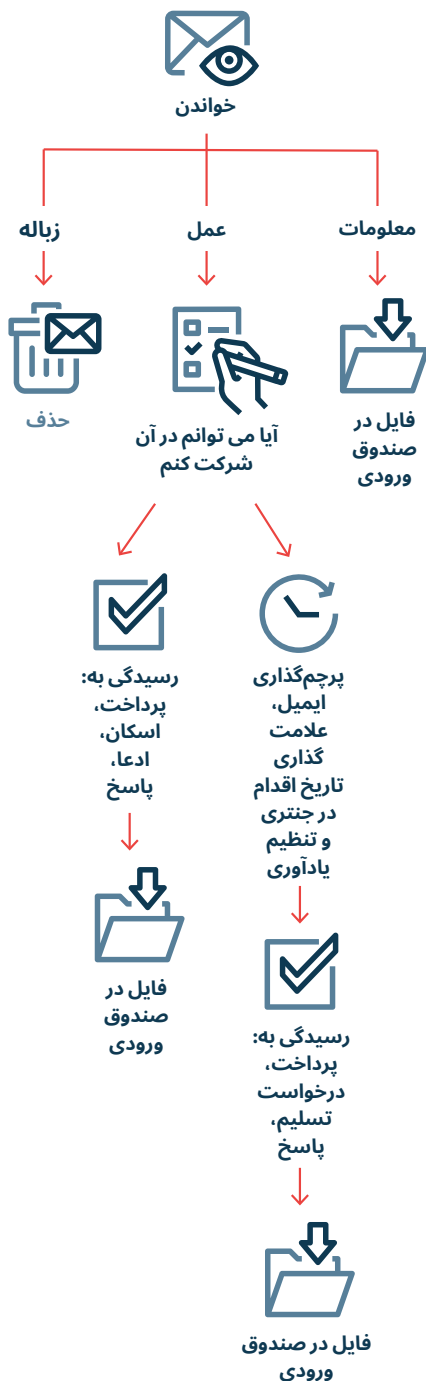 خواندن
معلومات
عمل
زباله
فایل در
صندوق
ورودی
آیا می توانم در آن
شرکت کنم
حذف
پرچم‌گذاری
ایمیل،
علامت
گذاری
تاریخ اقدام
در جنتری
و تنظیم
یادآوری
رسیدگی به:
پرداخت،
اسکان،
ادعا،
پاسخ
فایل در
صندوق
ورودی
رسیدگی به:
پرداخت،
درخواست
تسلیم،
پاسخ
فایل در صندوق
ورودی